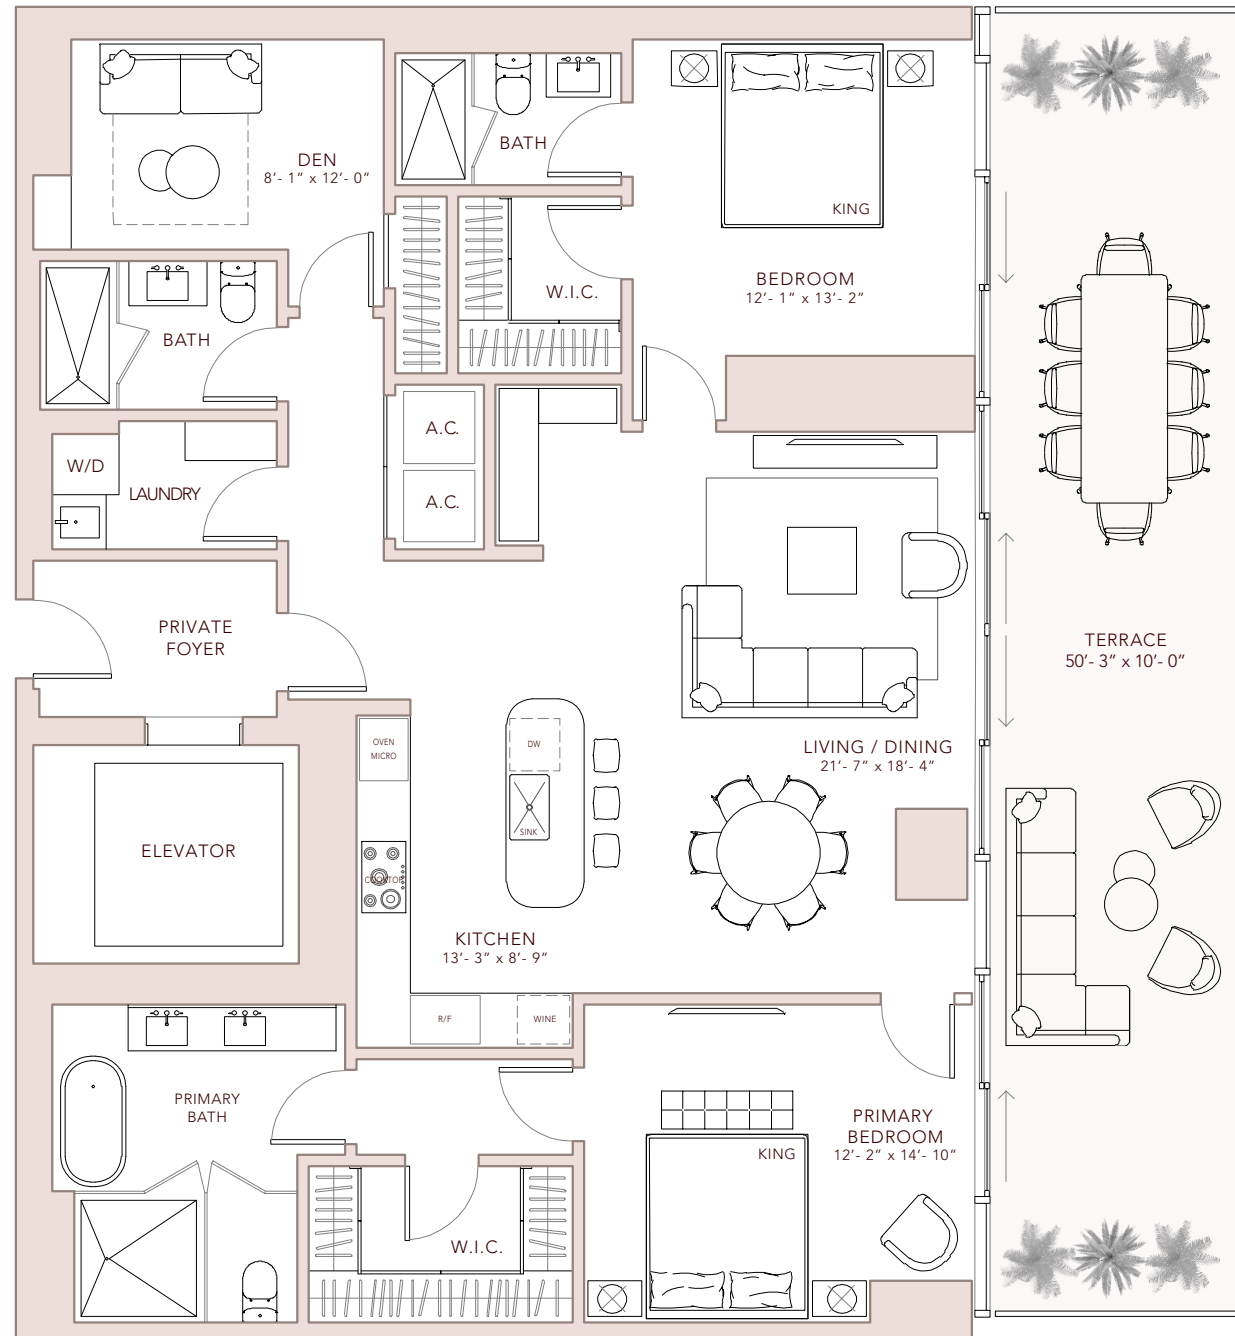 DEN
8'- 1" x 12'- 0"
BATH
KING
BEDROOM
12'- 1" x 13'- 2"
W.I.C.
BATH
A.C.
W/D
LAUNDRY
A.C.
PRIVATE
FOYER
TERRACE
50'- 3" x 10'- 0"
OVEN
MICRO
DW
LIVING / DINING
21'- 7" x 18'- 4"
SINK
ELEVATOR
COOKTOP
KITCHEN
13'- 3" x 8'- 9"
R/F
WINE
PRIMARY
BATH
PRIMARY
BEDROOM
12'- 2" x 14'- 10"
KING
W.I.C.